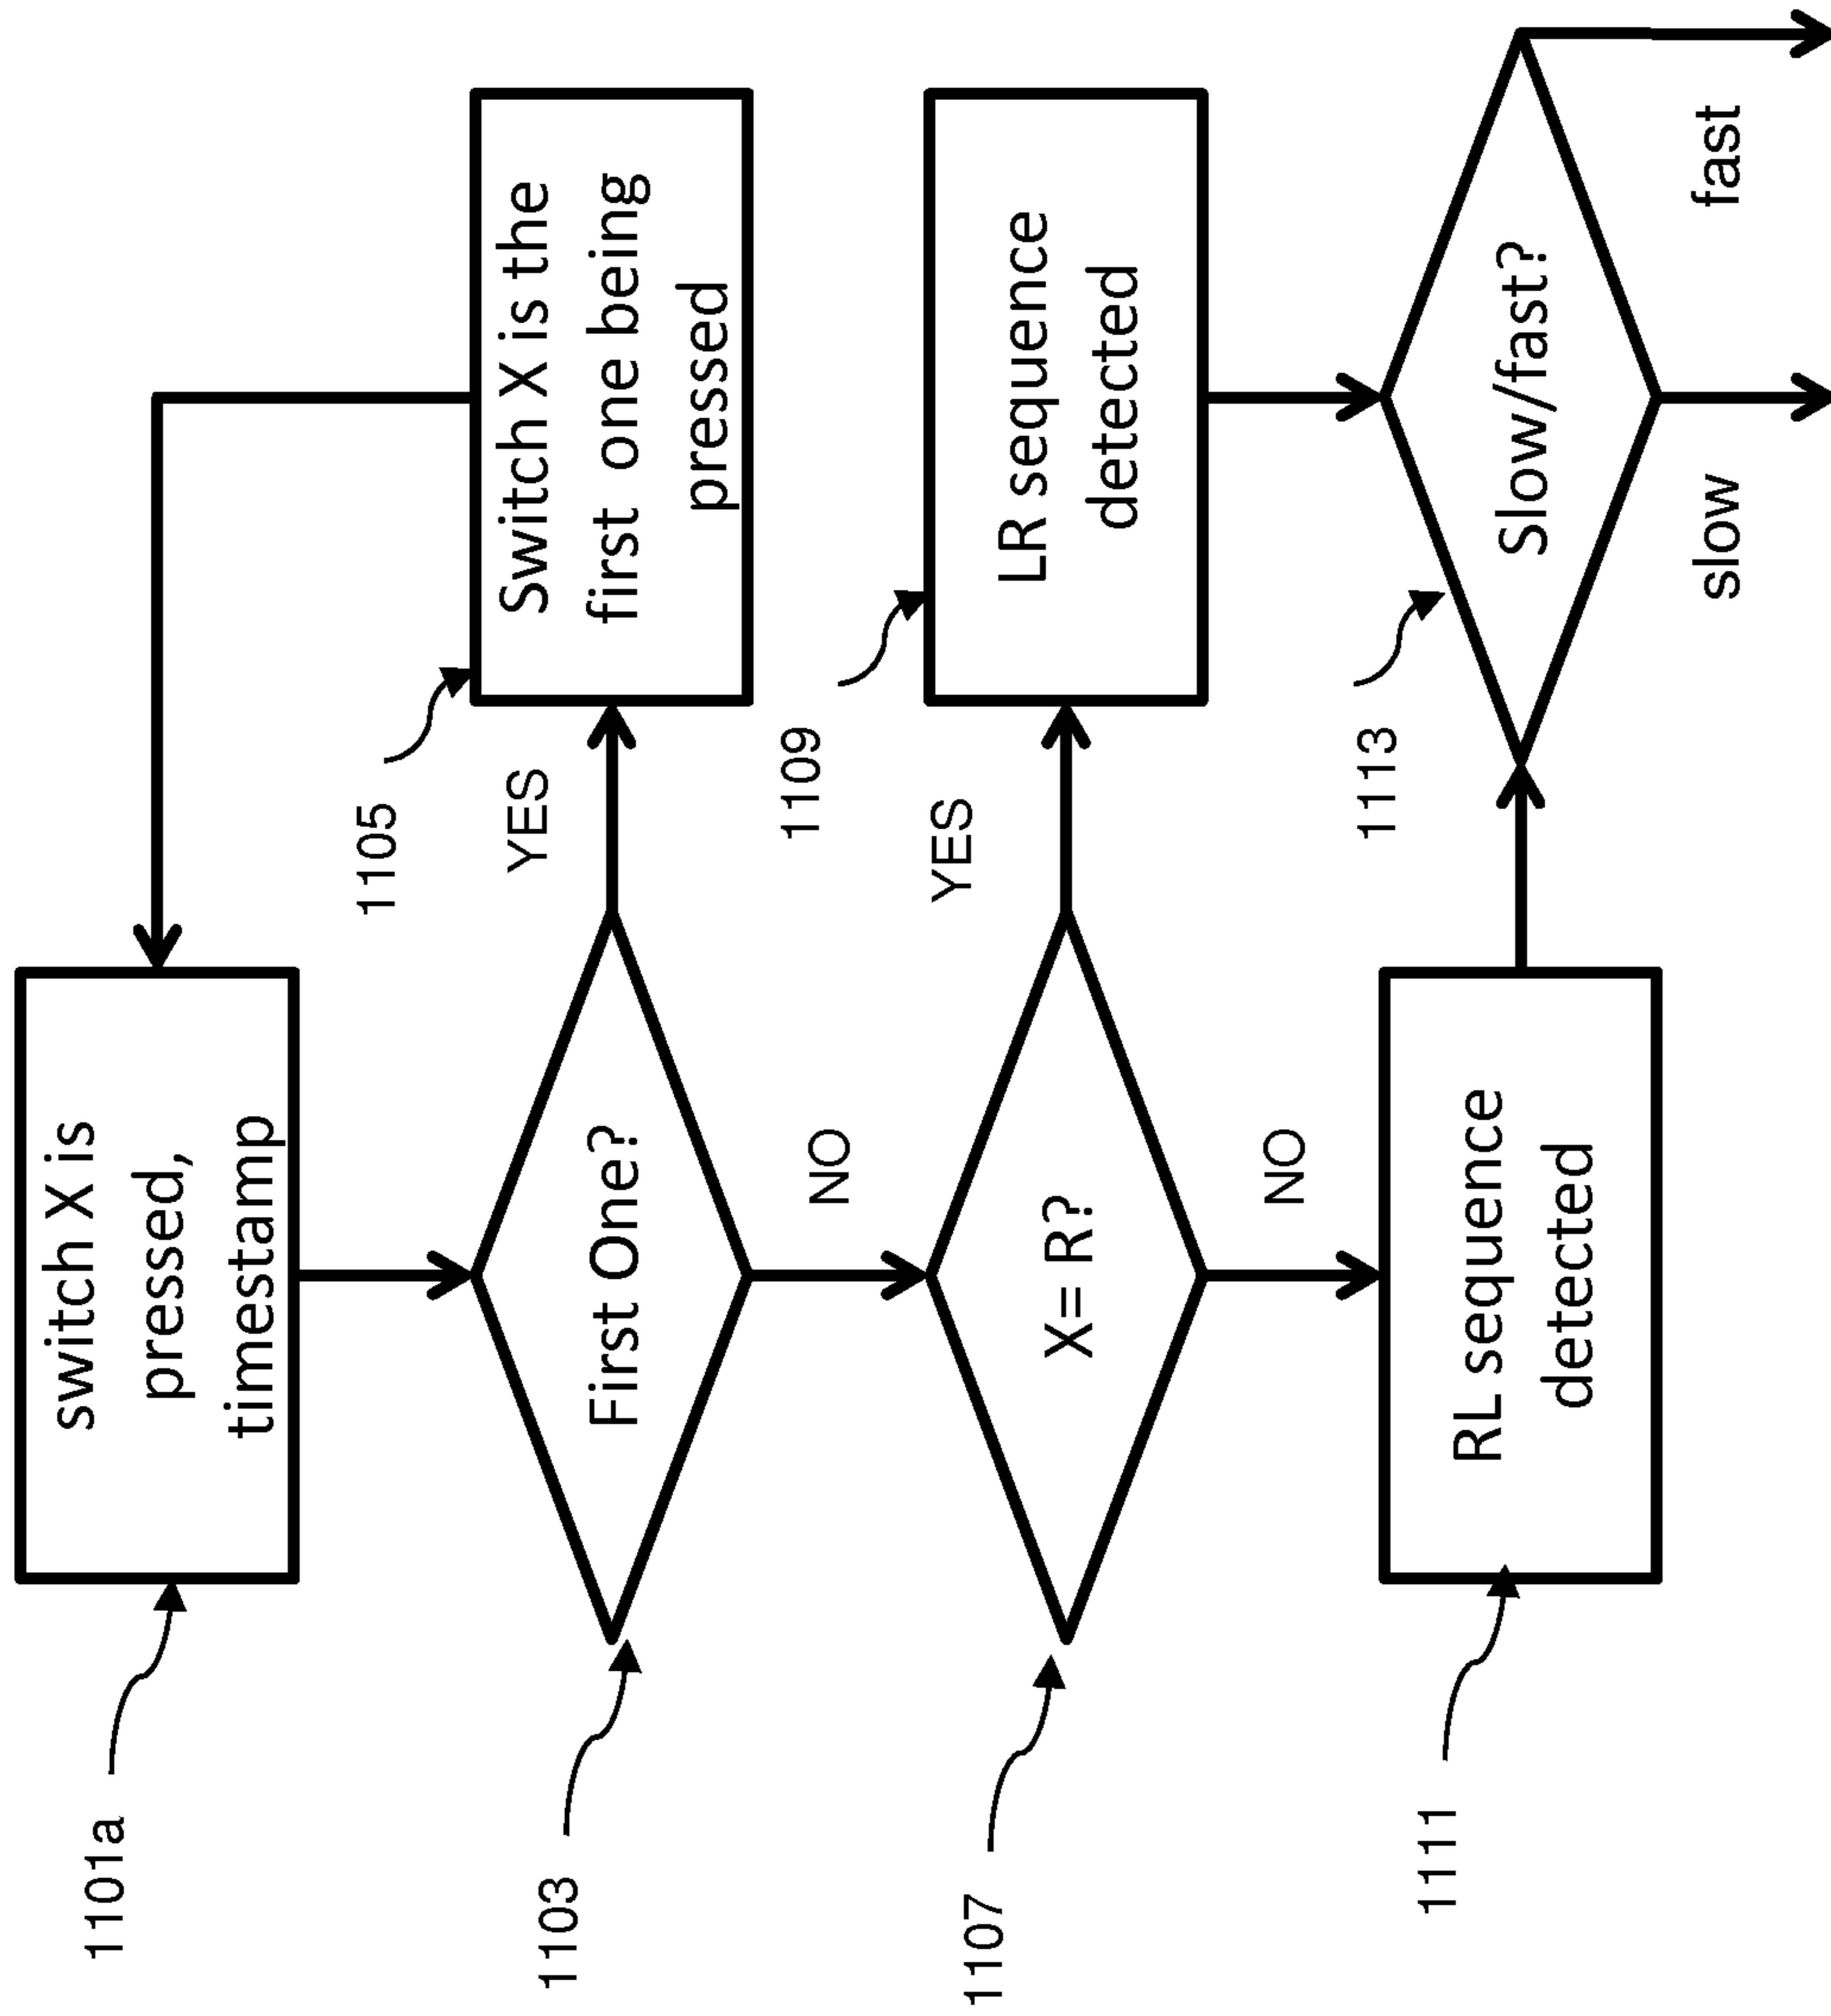 1101a
switch X is
pressed,
timestamp
1103
First One?
YES
1105
Switch X is the
first one being
pressed
NO
1107
X= R?
YES
1109
LR sequence
detected
NO
1111
RL sequence
detected
1113
Slow/fast?
slow
fast